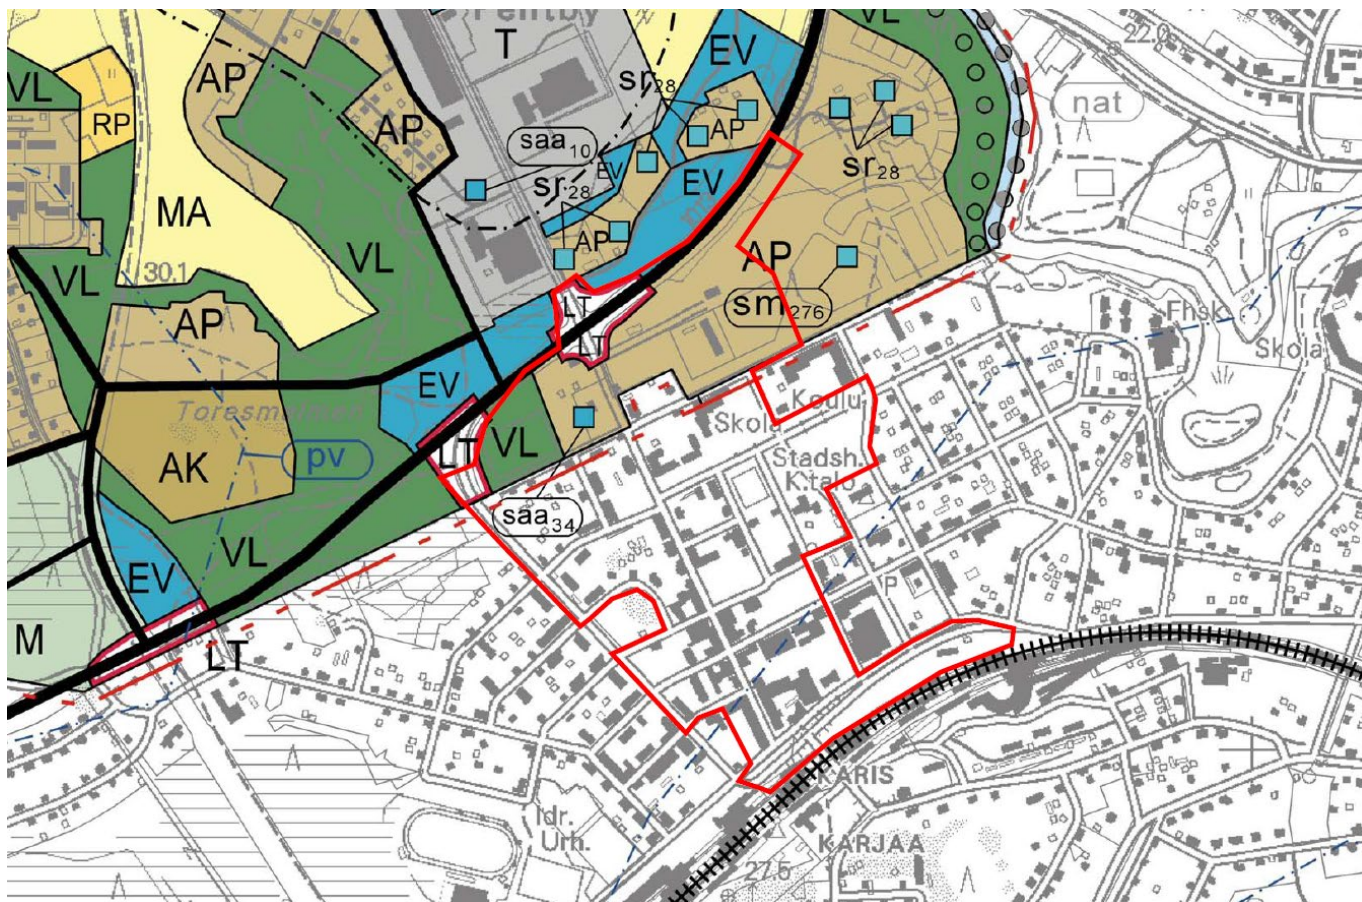 Pentby
T
EV
VL
22.0
VL
AP
RP
AP
sr28
nat
saa10
AP
EV
sr28
EV
sr28
MA
AP
VL
30.1
VL
AP
LT
sm276
LT
AP
Fhsk.
Skola
EV
Koulu
Skola
VL
Stadsh.
K.talo
LT
pv
AK
saa34
VL
EV
P
M
LT
KARIS
Idr.
Urh.
KARJAA
27.5